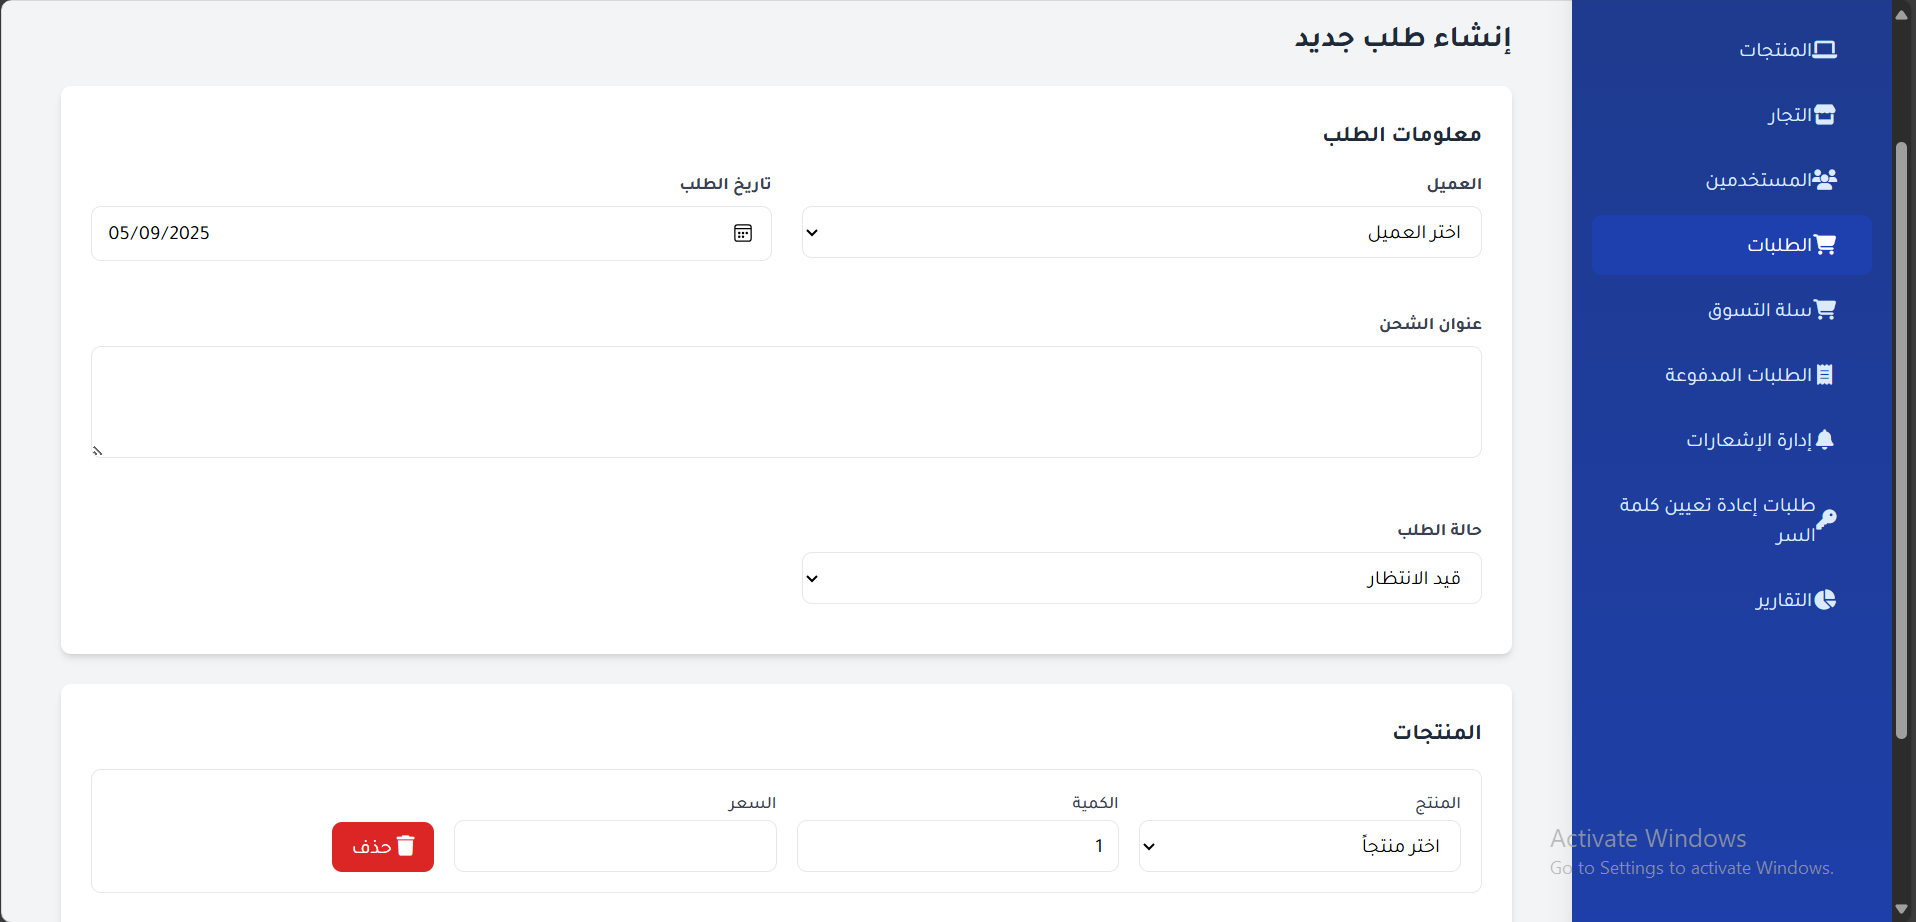 المنتجات
التجار
المستخدمين
الطلبات
سلة التسوق
الطلبات المدفوعة
إدارة الإشعارات
طلبات إعادة تعيين كلمة
السر
التقارير
إنشاء طلب جديد
معلومات الطلب
العميل
اختر العميل
تاريخ الطلب
05/09/2025
عنوان الشحن
حالة الطلب
قيد الانتظار
المنتجات
المنتج
الكمية
السعر
اختر منتجاً
1
حذف
Activate Windows
Go to Settings to activate Windows.